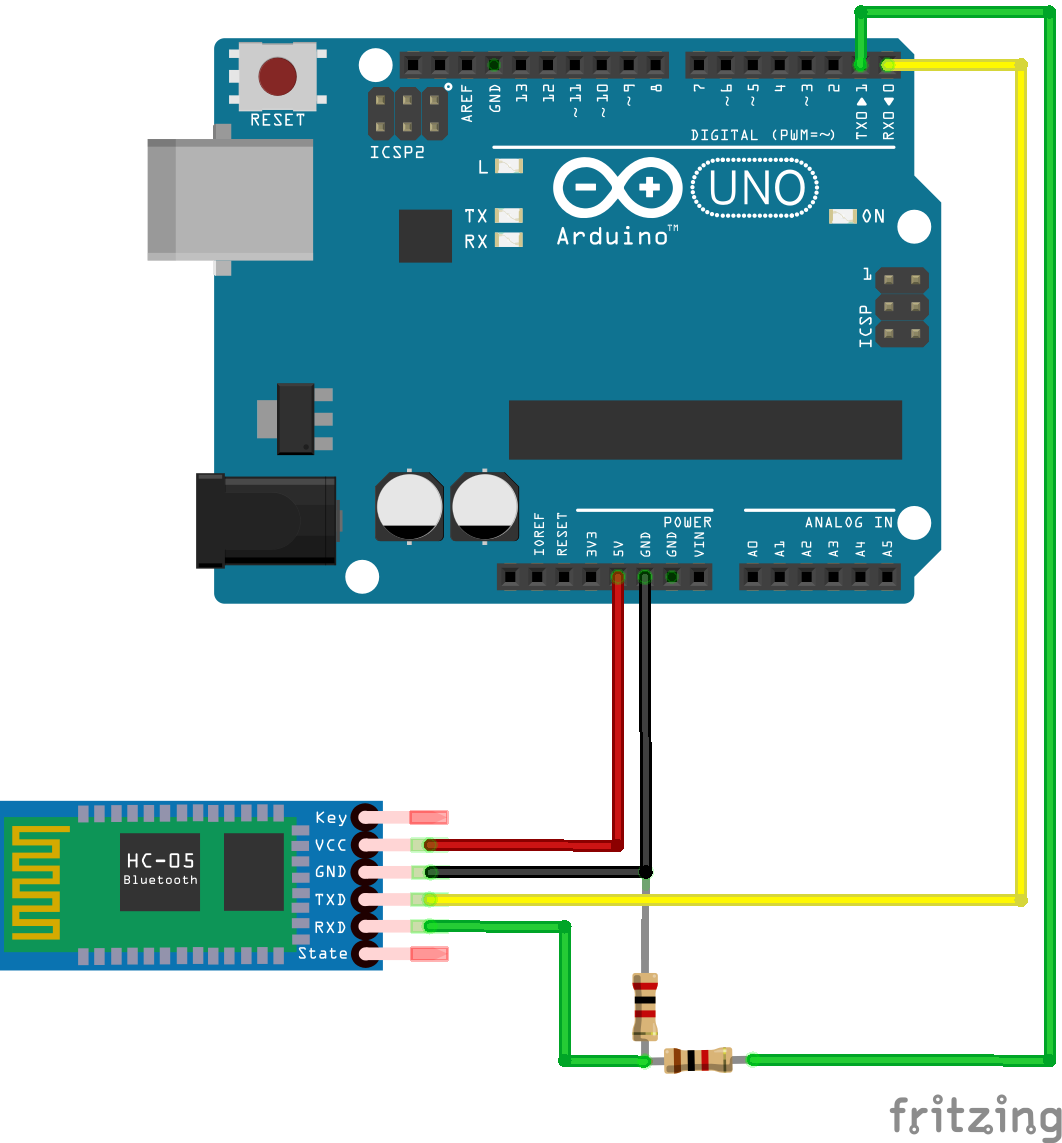 RESET
ICSP2
AREF
GND
13
12
~11
~10
~9
8
7
~6
~5
4
~3
2
TX0▶1
RX0◀0
DIGITAL (PWM=~)
L
TX
RX
Arduino™
UNO
ON
1
ICSP
IOREF
RESET
3V3
5V
GND
GND
VIN
POWER
A0
A1
A2
A3
A4
A5
ANALOG IN
HC-05
Bluetooth
Key
VCC
GND
TXD
RXD
State
fritzing